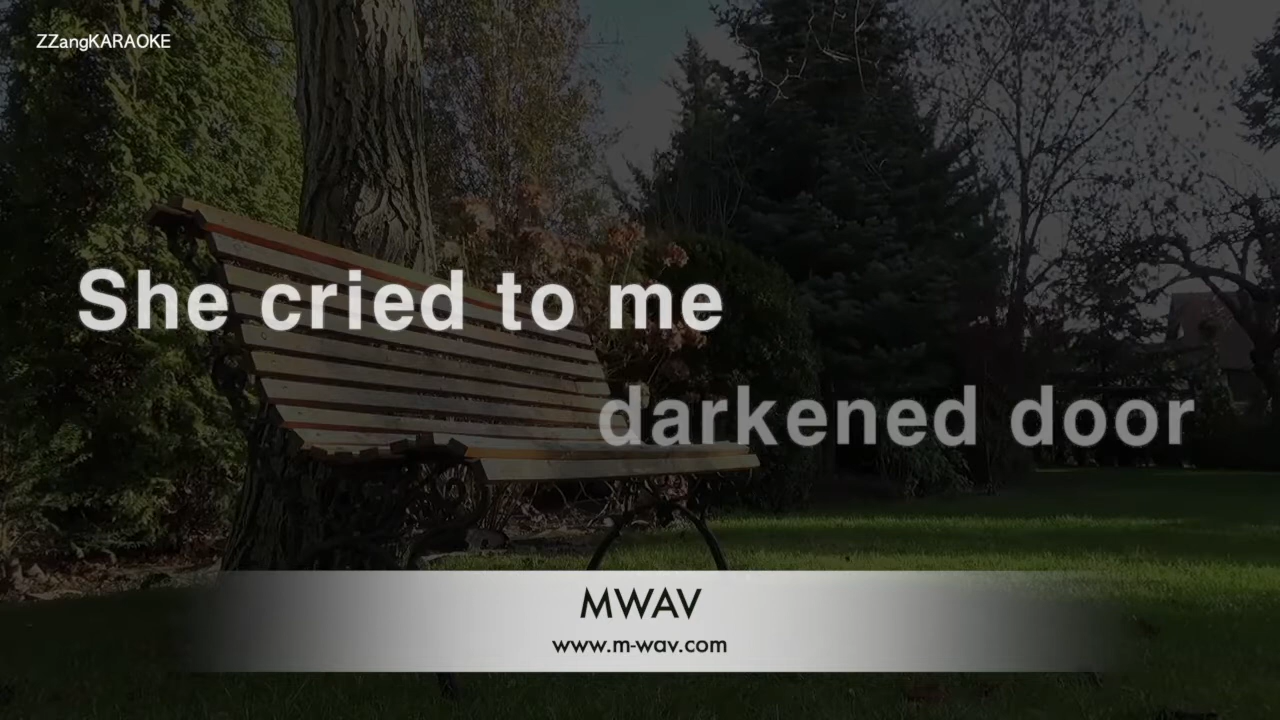 ZZangKARAOKE
She cried to me
darkened door
MWAV
www.m-wav.com